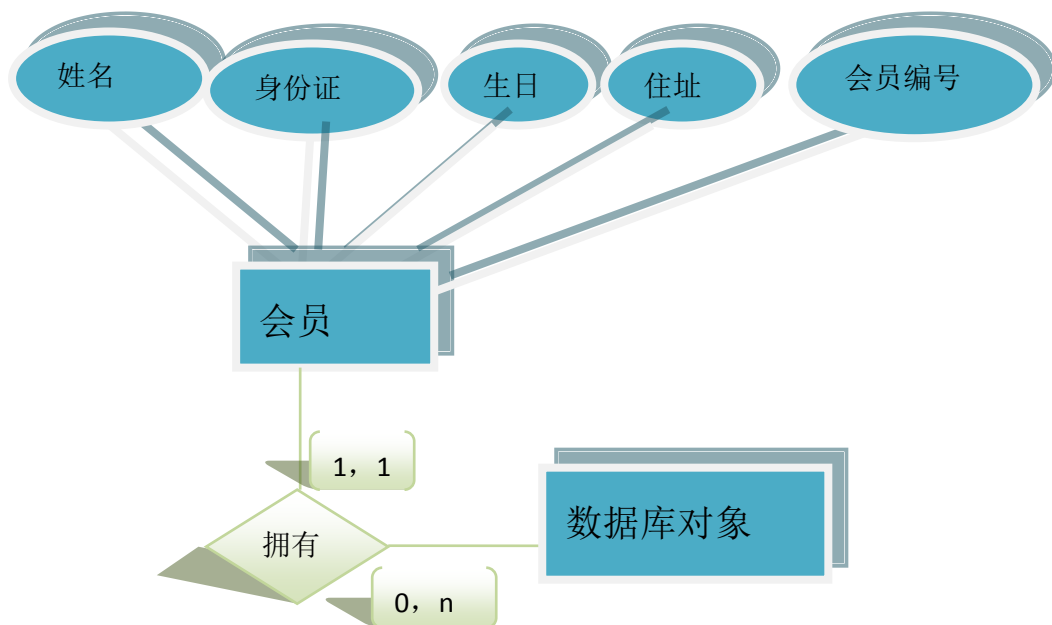 姓名
身份证
生日
住址
会员编号
会员
1，1
拥有
数据库对象
0，n